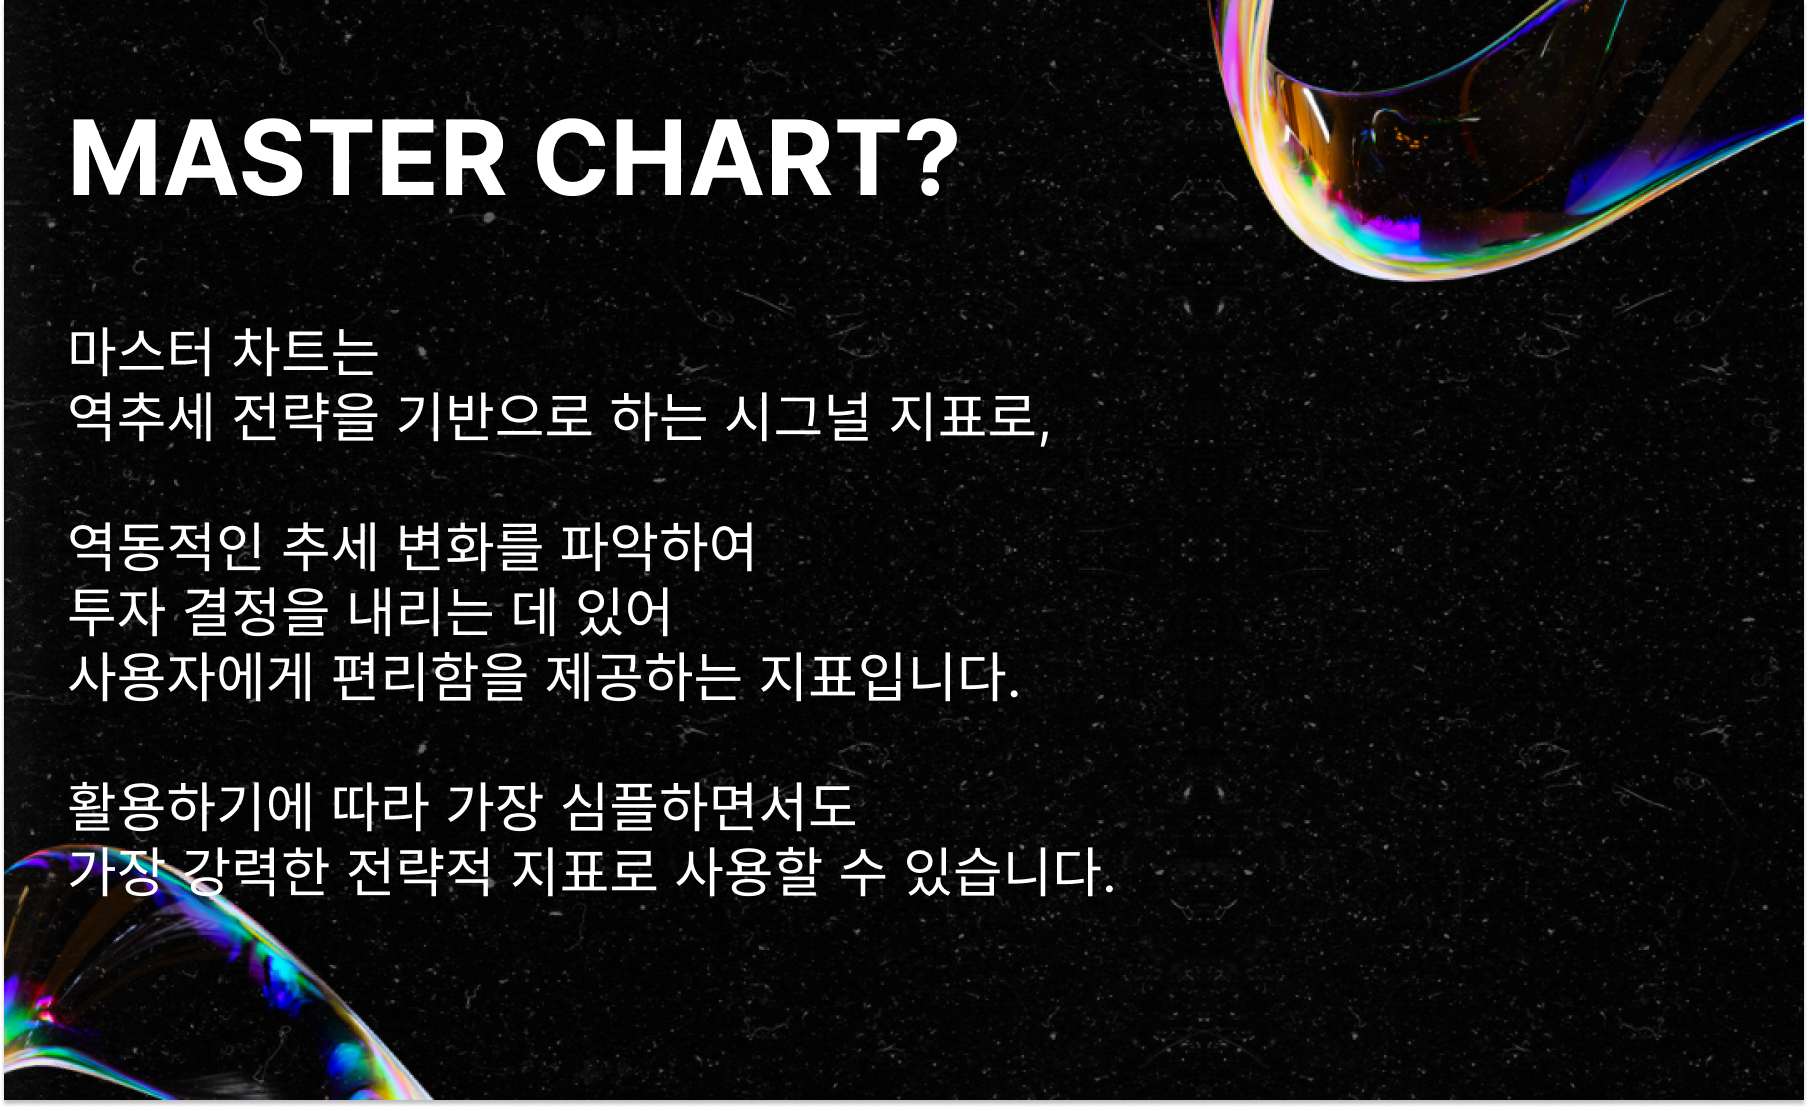 MASTER CHART?
마스터 차트는
역추세 전략을 기반으로 하는 시그널 지표로,
역동적인 추세 변화를 파악하여
투자 결정을 내리는 데 있어
사용자에게 편리함을 제공하는 지표입니다.
활용하기에 따라 가장 심플하면서도
가장 강력한 전략적 지표로 사용할 수 있습니다.